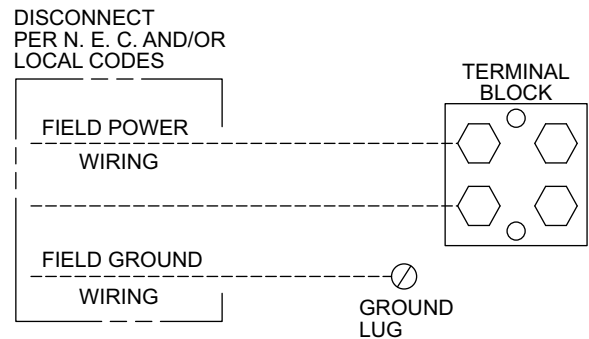 DISCONNECT
PER N. E. C. AND/OR
LOCAL CODES
TERMINAL
BLOCK
FIELD POWER
WIRING
FIELD GROUND
WIRING
GROUND
LUG